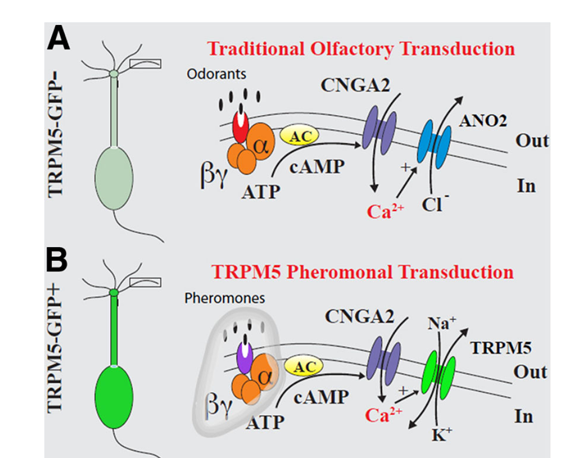 A
TRPM5-GFP-
Traditional Olfactory Transduction
Odorants
CNGA2
ANO2
AC
α
βγ
ATP
cAMP
+
Ca²⁺
Cl⁻
Out
In
B
TRPM5-GFP+
TRPM5 Pheromonal Transduction
Pheromones
CNGA2
Na⁺
TRPM5
AC
α
βγ
ATP
cAMP
+
Ca²⁺
K⁺
Out
In